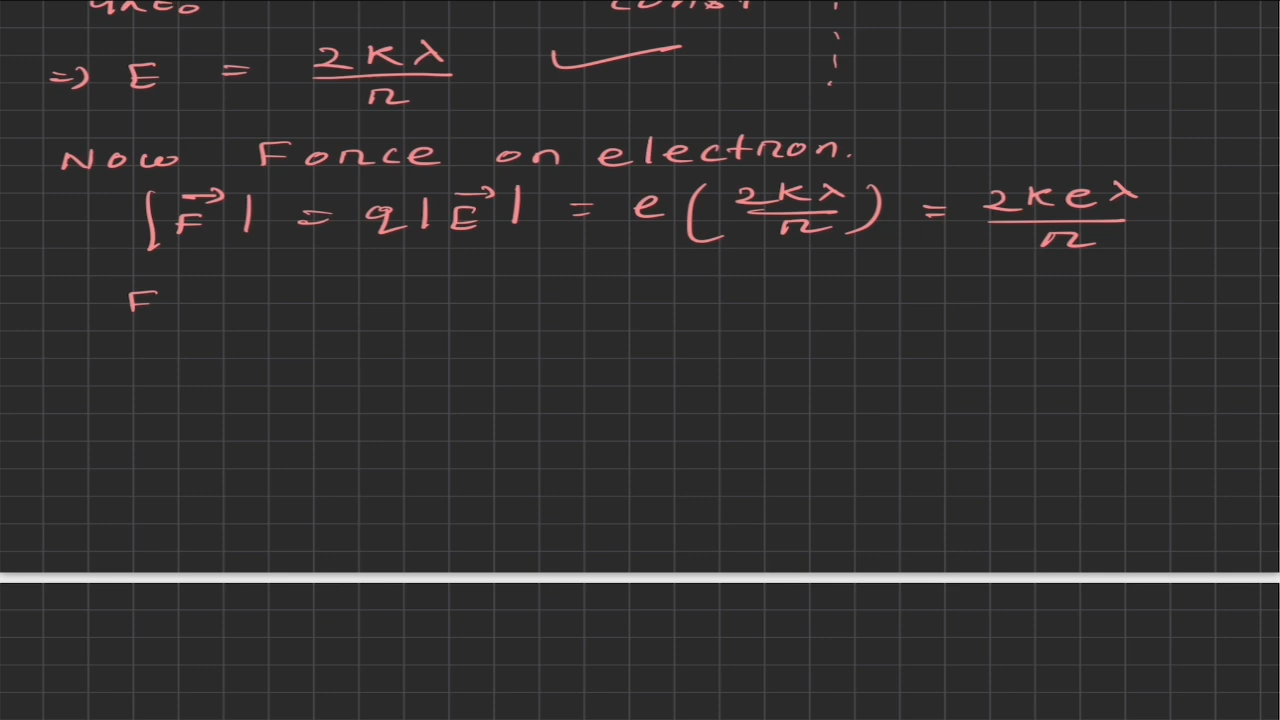 => E = 2Kλ/r
Now Force on electron.
|F⃗| = q|E⃗| = e(2Kλ/r) = 2Keλ/r
F